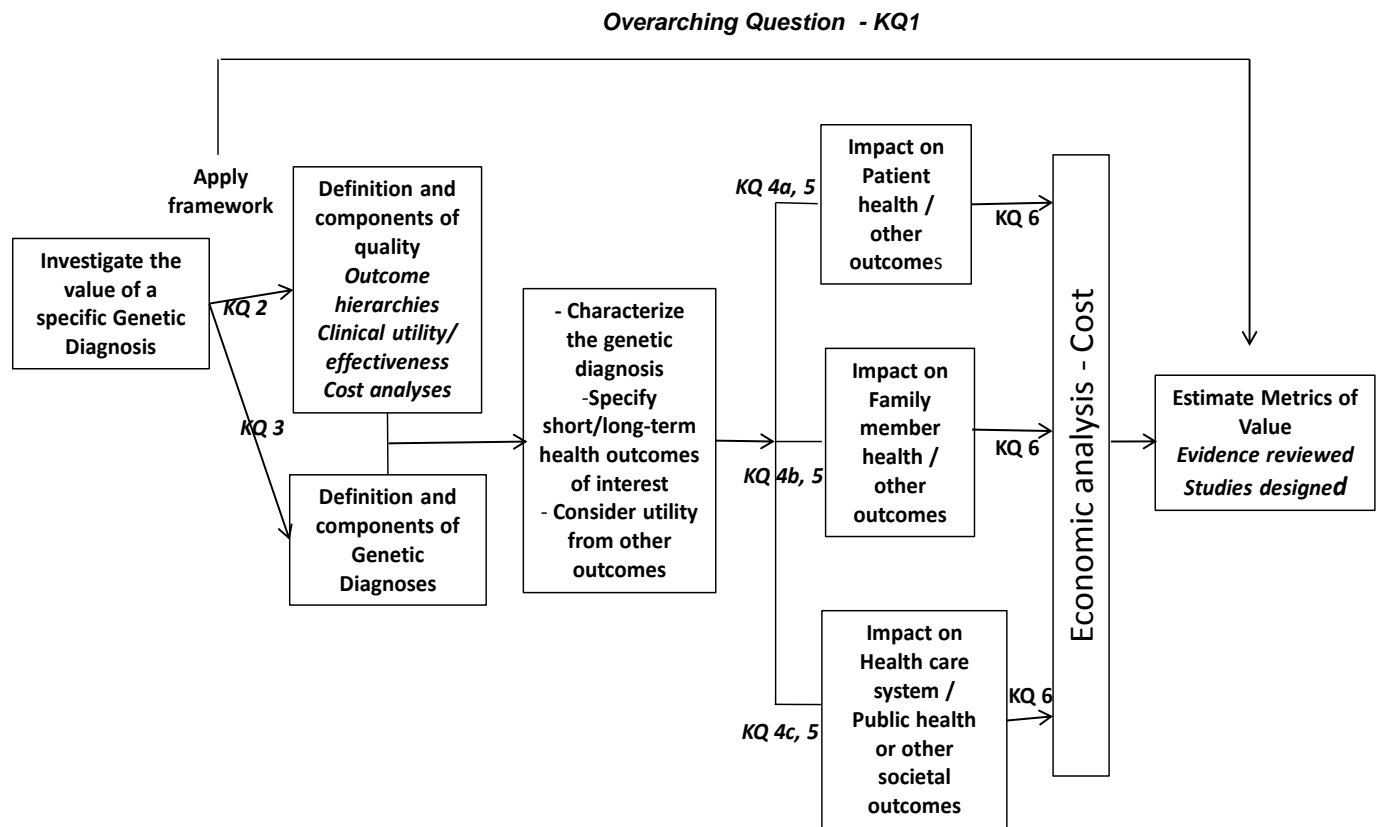 Overarching Question - KQ1
Apply
framework
Investigate the
value of a
specific Genetic
Diagnosis
KQ 2
KQ 3
Definition and
components of
quality
Outcome
hierarchies
Clinical utility/
effectiveness
Cost analyses
Definition and
components of
Genetic
Diagnoses
- Characterize
the genetic
diagnosis
-Specify
short/long-term
health outcomes
of interest
- Consider utility
from other
outcomes
KQ 4a, 5
KQ 4b, 5
KQ 4c, 5
Impact on
Patient
health /
other
outcomes
Impact on
Family
member
health /
other
outcomes
Impact on
Health care
system /
Public health
or other
societal
outcomes
KQ 6
KQ 6
KQ 6
Economic analysis - Cost
Estimate Metrics of
Value
Evidence reviewed
Studies designed